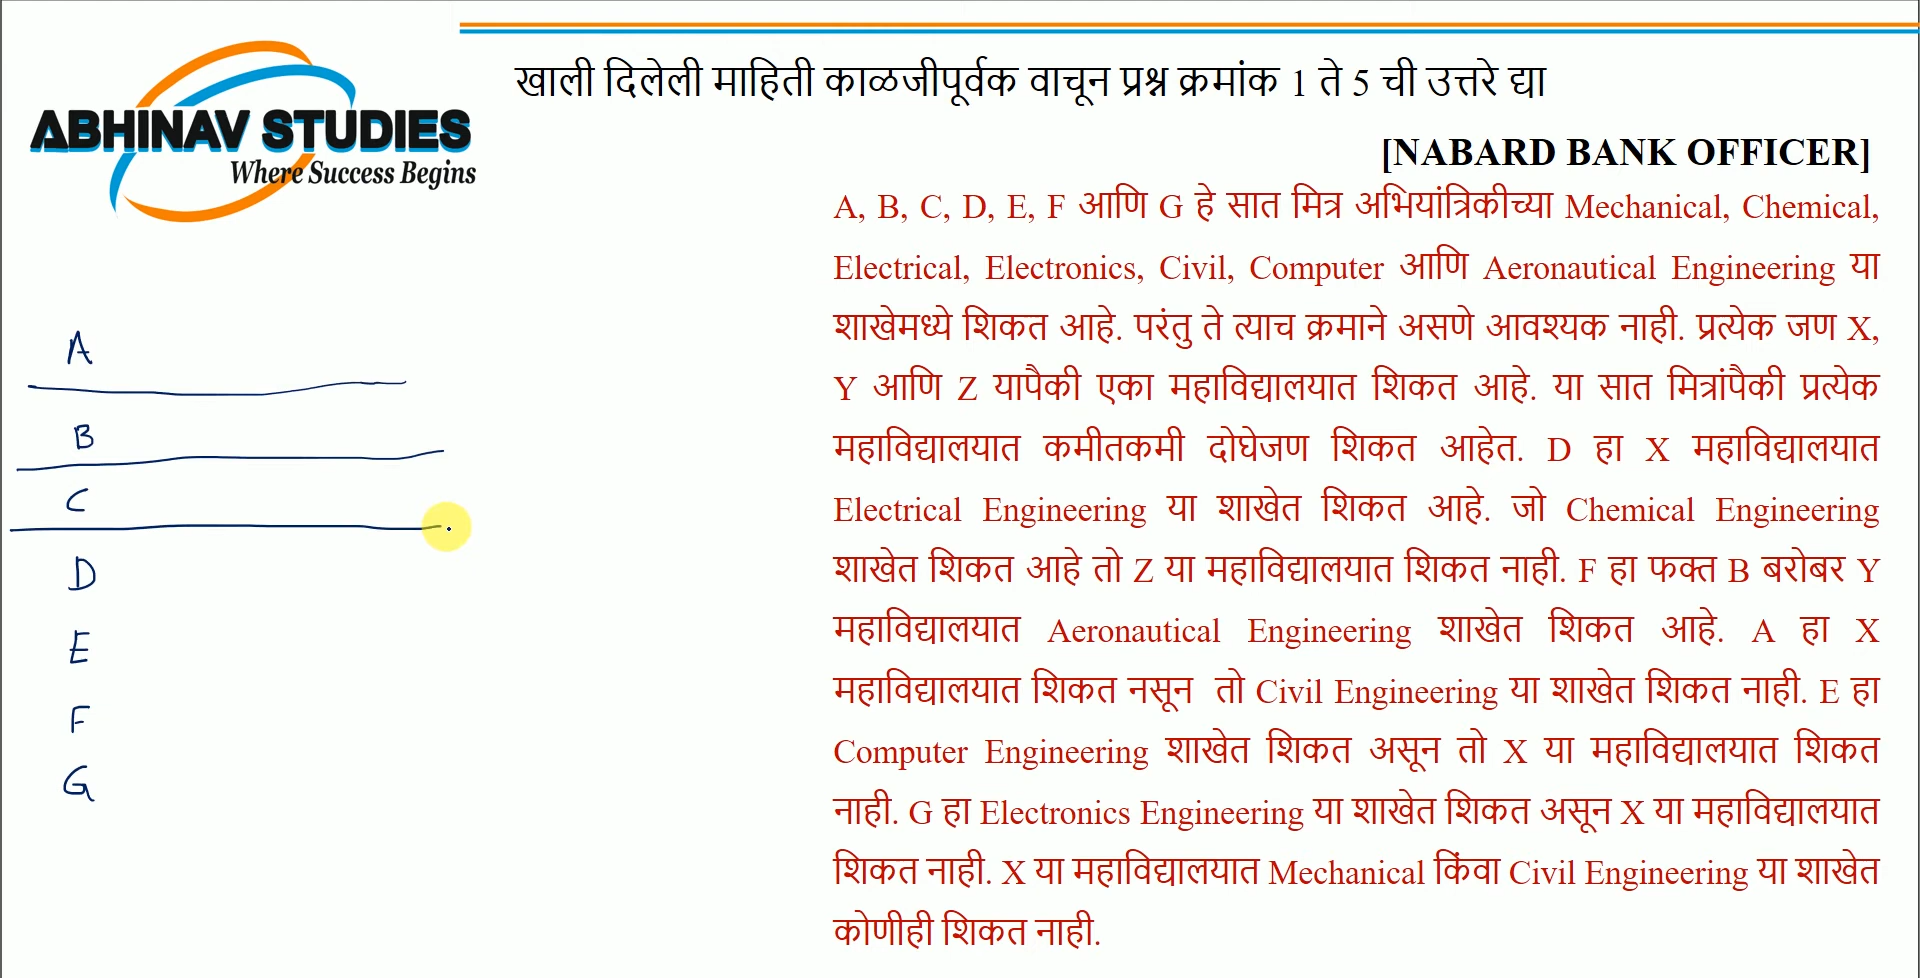 ABHINAV STUDIES
Where Success Begins
खाली दिलेली माहिती काळजीपूर्वक वाचून प्रश्न क्रमांक 1 ते 5 ची उत्तरे द्या
[NABARD BANK OFFICER]
A, B, C, D, E, F आणि G हे सात मित्र अभियांत्रिकीच्या Mechanical, Chemical,
Electrical, Electronics, Civil, Computer आणि Aeronautical Engineering या
शाखेमध्ये शिकत आहे. परंतु ते त्याच क्रमाने असणे आवश्यक नाही. प्रत्येक जण X,
Y आणि Z यापैकी एका महाविद्यालयात शिकत आहे. या सात मित्रांपैकी प्रत्येक
महाविद्यालयात कमीतकमी दोघेजण शिकत आहेत. D हा X महाविद्यालयात
Electrical Engineering या शाखेत शिकत आहे. जो Chemical Engineering
शाखेत शिकत आहे तो Z या महाविद्यालयात शिकत नाही. F हा फक्त B बरोबर Y
महाविद्यालयात Aeronautical Engineering शाखेत शिकत आहे. A हा X
महाविद्यालयात शिकत नसून तो Civil Engineering या शाखेत शिकत नाही. E हा
Computer Engineering शाखेत शिकत असून तो X या महाविद्यालयात शिकत
नाही. G हा Electronics Engineering या शाखेत शिकत असून X या महाविद्यालयात
शिकत नाही. X या महाविद्यालयात Mechanical किंवा Civil Engineering या शाखेत
कोणीही शिकत नाही.
A
B
C
D
E
F
G